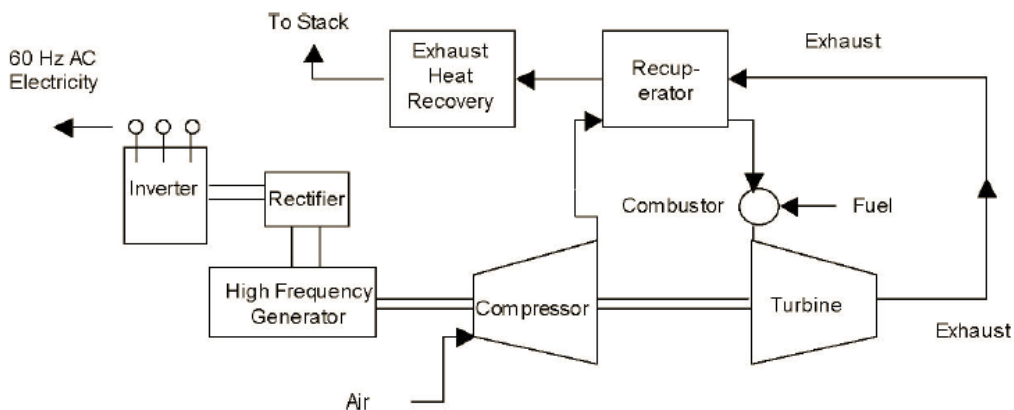 To Stack
60 Hz AC
Electricity
Exhaust
Heat
Recovery
Recup-
erator
Exhaust
Inverter
Rectifier
Combustor
Fuel
High Frequency
Generator
Compressor
Turbine
Exhaust
Air